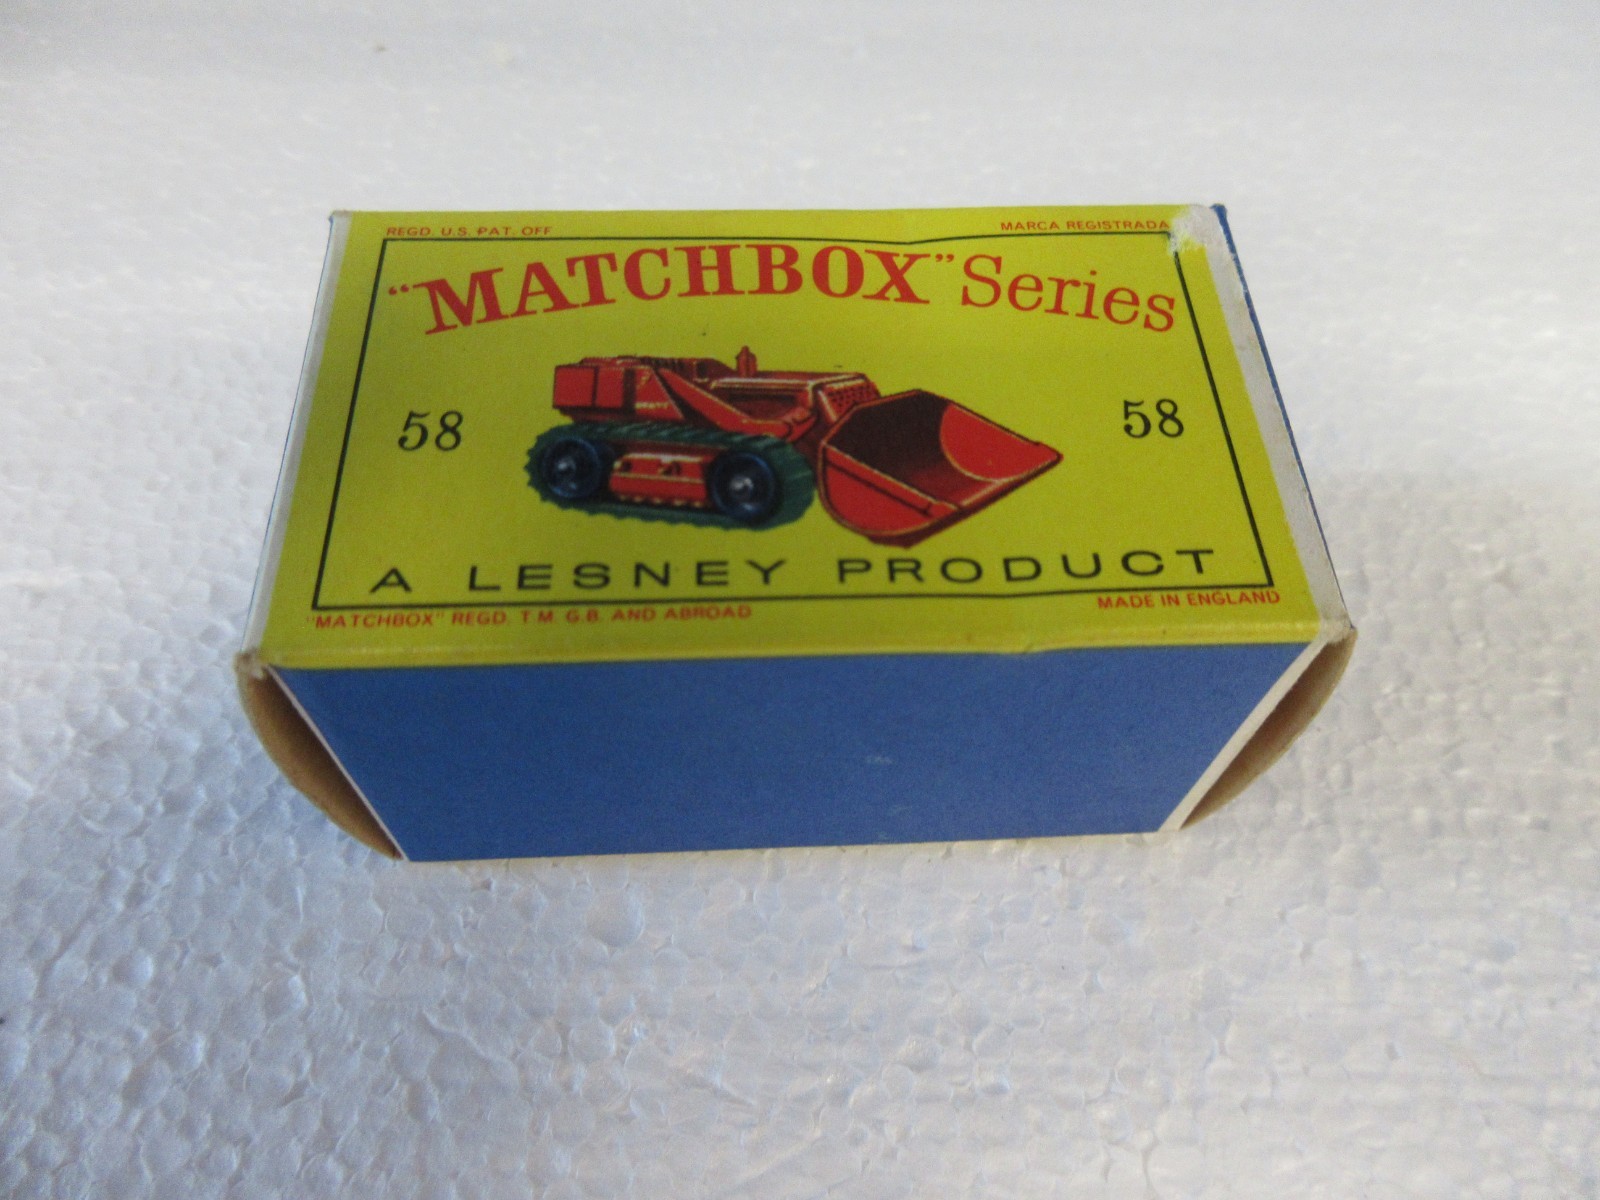 REGD. U.S. PAT. OFF MARCA REGISTRADA
"MATCHBOX" Series
58 58
A LESNEY PRODUCT
"MATCHBOX" REGD. T.M. G.B. AND ABROAD MADE IN ENGLAND